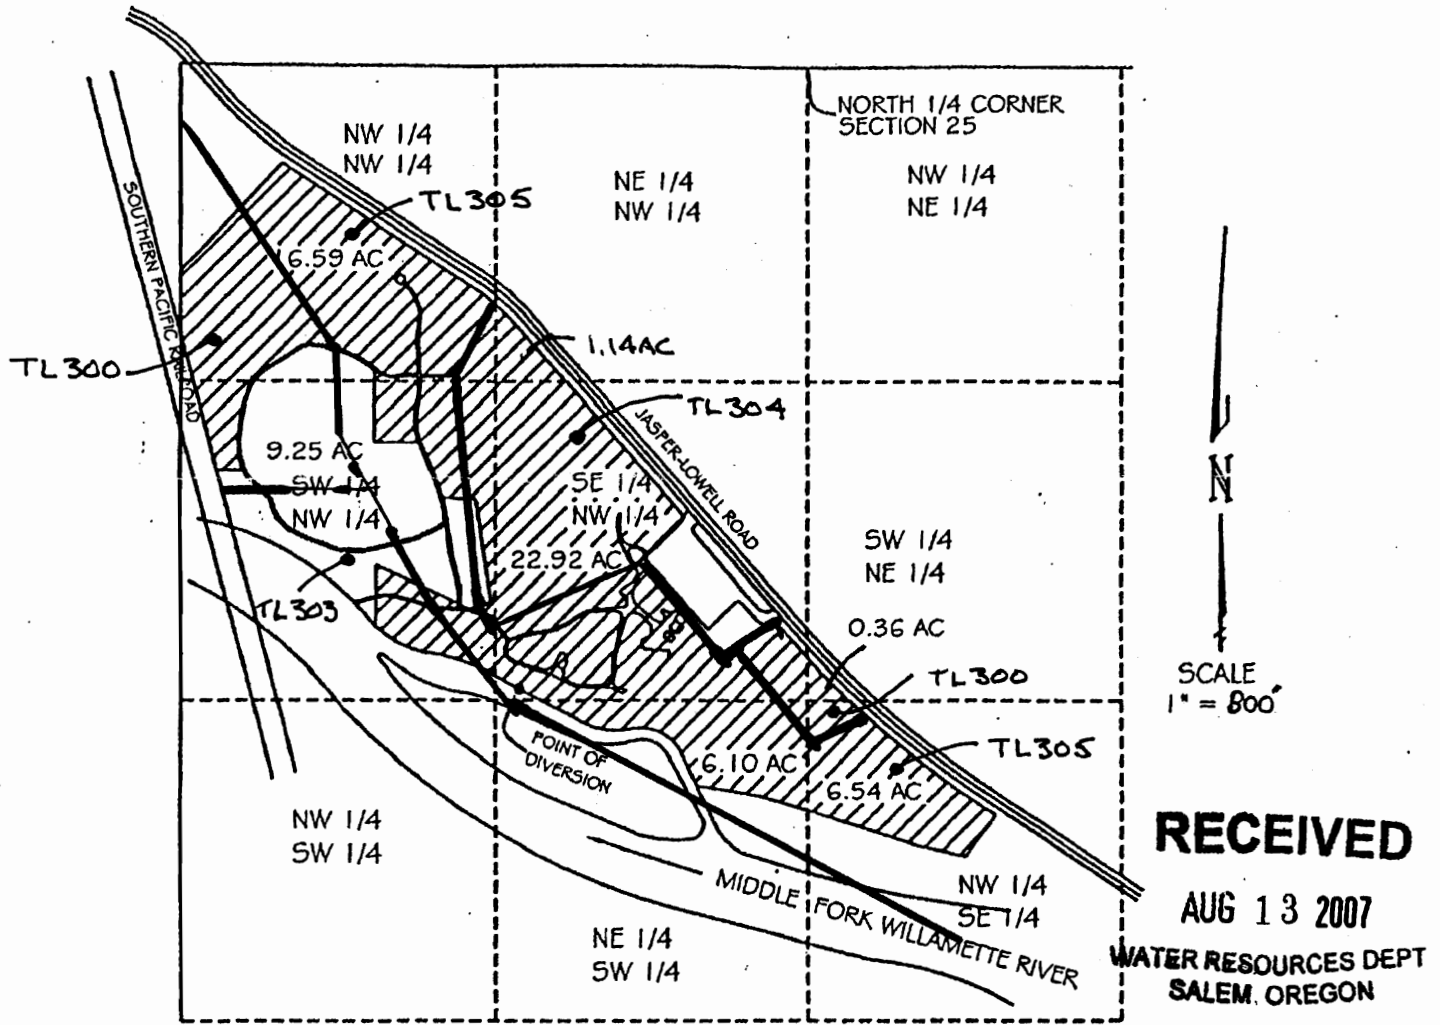 NORTH 1/4 CORNER
SECTION 25
NW 1/4
NW 1/4
NE 1/4
NW 1/4
NW 1/4
NE 1/4
TL305
SOUTHERN PACIFIC RAILROAD
6.59 AC
1.14AC
TL300
TL304
JASPER-LOWELL ROAD
9.25 AC
SW 1/4
NW 1/4
SE 1/4
NW 1/4
22.92 AC
SW 1/4
NE 1/4
N
TL303
0.36 AC
TL300
SCALE
1" = 800'
POINT OF
DIVERSION
6.10 AC
TL305
6.54 AC
NW 1/4
SW 1/4
RECEIVED
AUG 13 2007
WATER RESOURCES DEPT
SALEM, OREGON
MIDDLE FORK WILLAMETTE RIVER
NW 1/4
SE 1/4
NE 1/4
SW 1/4